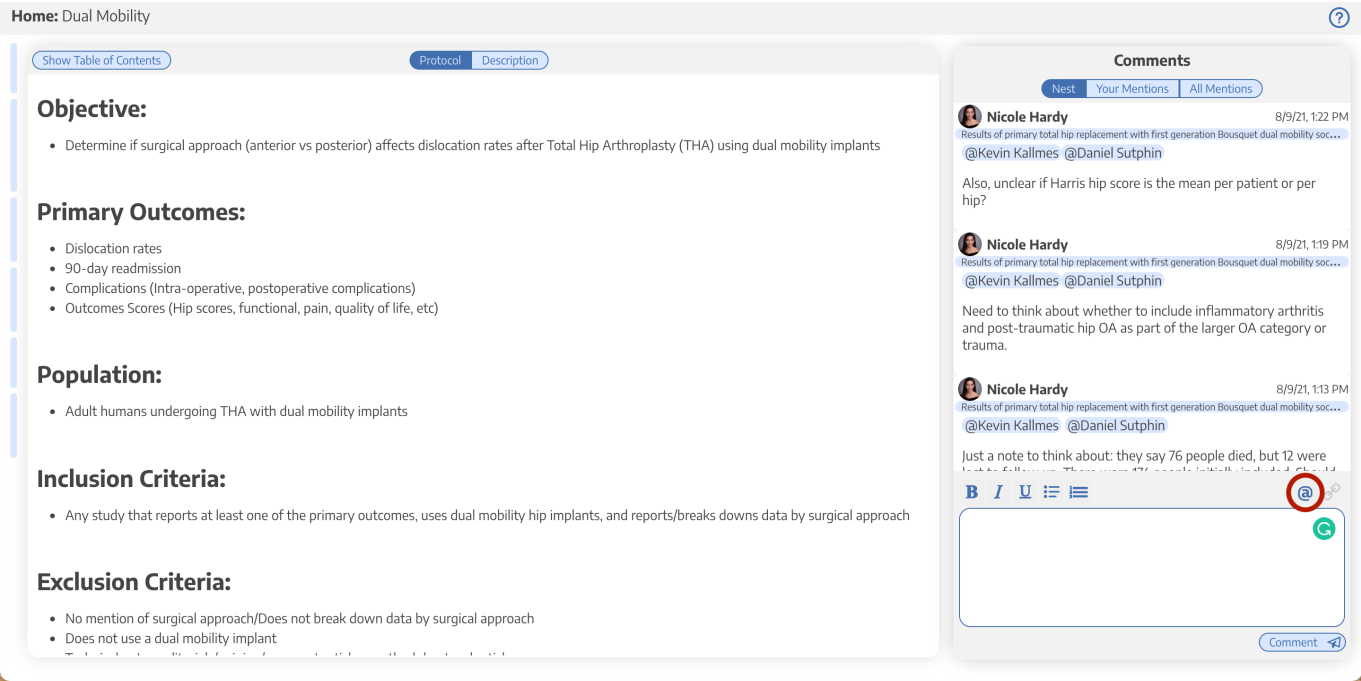 Home: Dual Mobility
?
Show Table of Contents
Protocol Description
Objective:
• Determine if surgical approach (anterior vs posterior) affects dislocation rates after Total Hip Arthroplasty (THA) using dual mobility implants
Primary Outcomes:
• Dislocation rates
• 90-day readmission
• Complications (Intra-operative, postoperative complications)
• Outcomes Scores (Hip scores, functional, pain, quality of life, etc)
Population:
• Adult humans undergoing THA with dual mobility implants
Inclusion Criteria:
• Any study that reports at least one of the primary outcomes, uses dual mobility hip implants, and reports/breaks downs data by surgical approach
Exclusion Criteria:
• No mention of surgical approach/Does not break down data by surgical approach
• Does not use a dual mobility implant
Comments
Nest Your Mentions All Mentions
Nicole Hardy 8/9/21, 1:22 PM
Results of primary total hip replacement with first generation Bousquet dual mobility soc...
@Kevin Kallmes @Daniel Sutphin
Also, unclear if Harris hip score is the mean per patient or per
hip?
Nicole Hardy 8/9/21, 1:19 PM
Results of primary total hip replacement with first generation Bousquet dual mobility soc...
@Kevin Kallmes @Daniel Sutphin
Need to think about whether to include inflammatory arthritis
and post-traumatic hip OA as part of the larger OA category or
trauma.
Nicole Hardy 8/9/21, 1:13 PM
Results of primary total hip replacement with first generation Bousquet dual mobility soc...
@Kevin Kallmes @Daniel Sutphin
Just a note to think about: they say 76 people died, but 12 were
B I U @
G
Comment